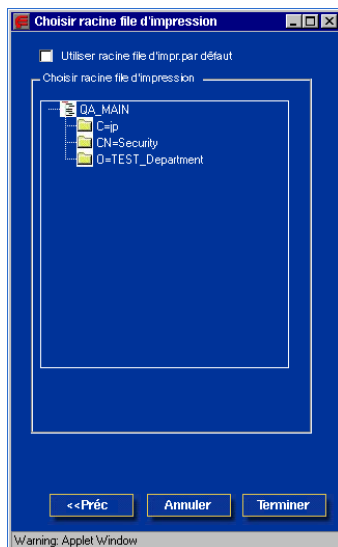 Choisir racine file d'impression
Utiliser racine file d'impr.par défaut
Choisir racine file d'impression
QA_MAIN
C=jp
CN=Security
O=TEST_Department
<<Préc Annuler Terminer
Warning: Applet Window